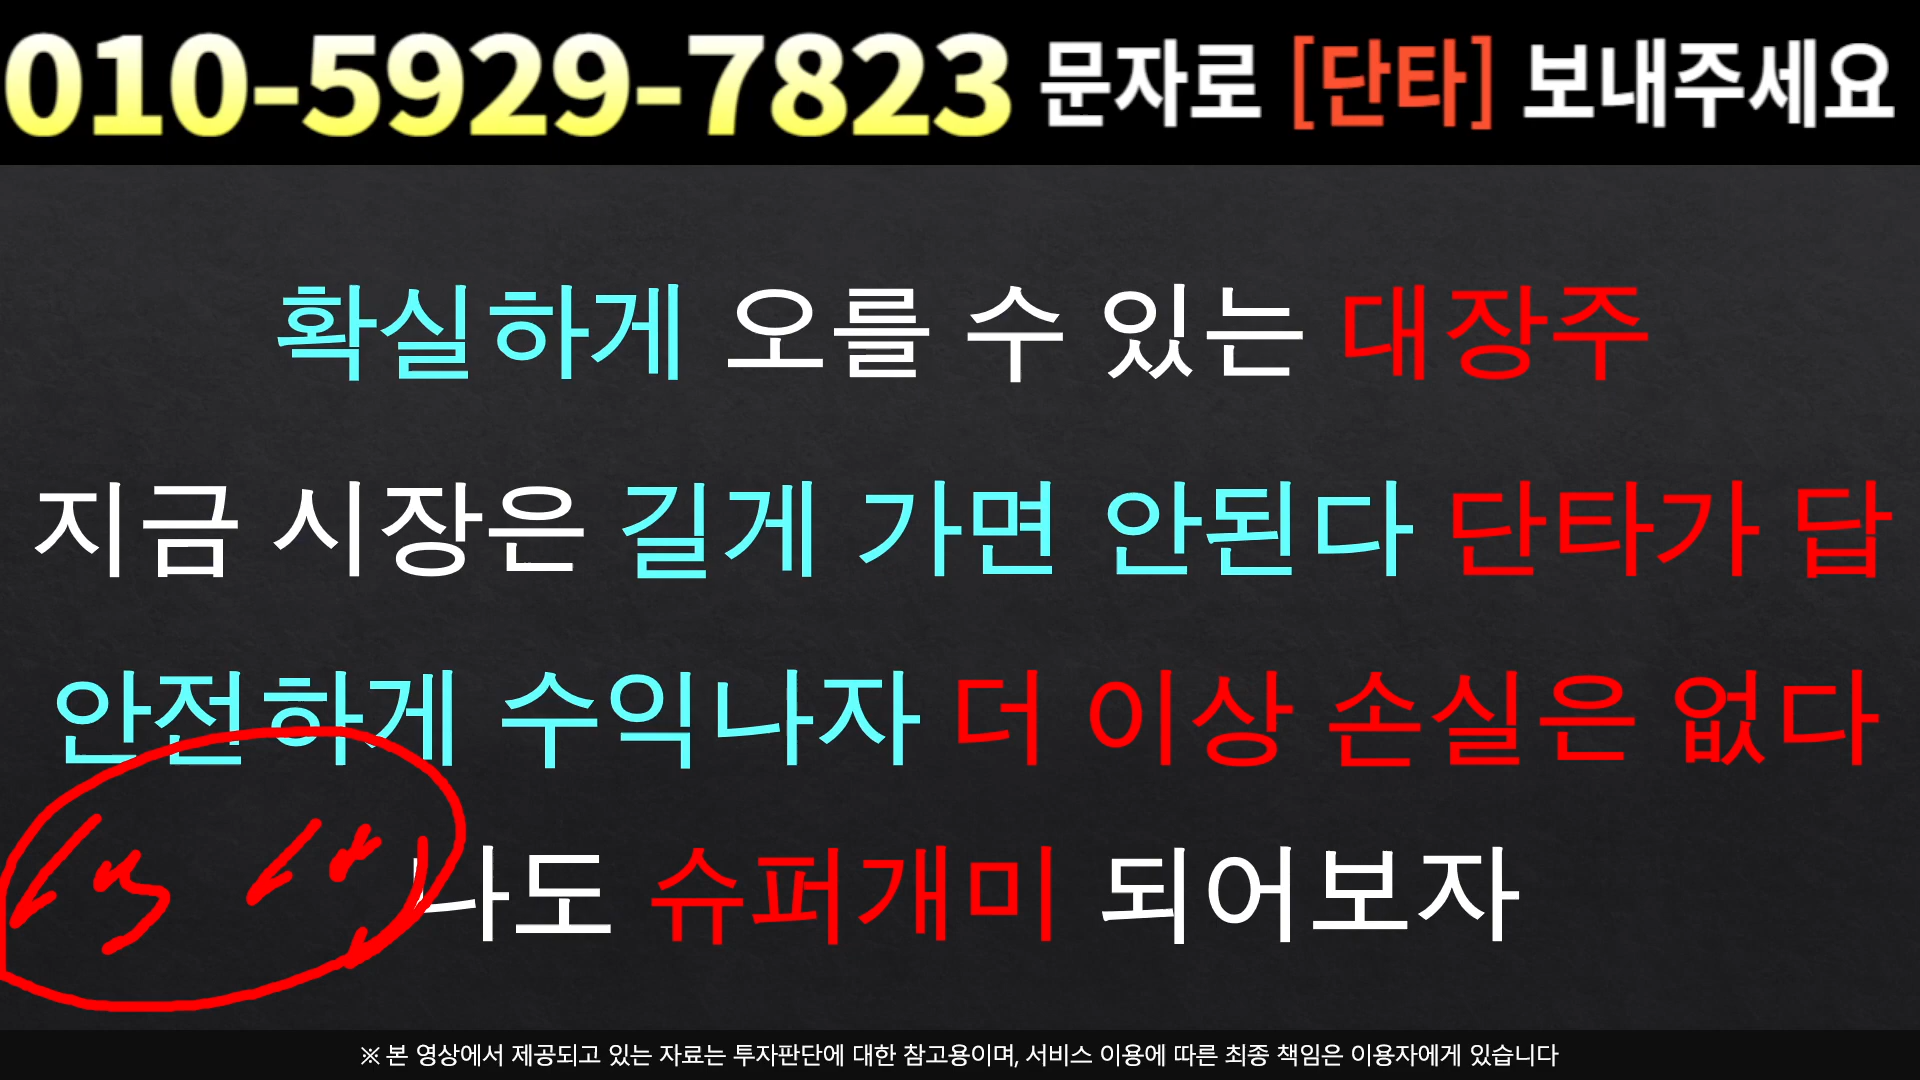 010-5929-7823 문자로 [단타] 보내주세요
확실하게 오를 수 있는 대장주
지금 시장은 길게 가면 안된다 단타가 답
안전하게 수익나자 더 이상 손실은 없다
나도 슈퍼개미 되어보자
※ 본 영상에서 제공되고 있는 자료는 투자판단에 대한 참고용이며, 서비스 이용에 따른 최종 책임은 이용자에게 있습니다